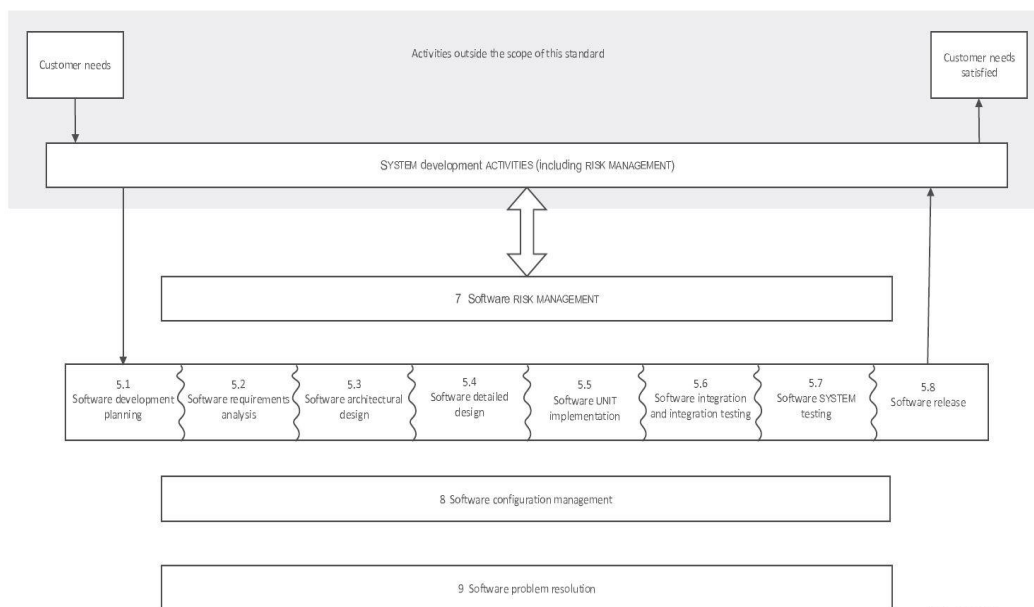 Customer needs
Activities outside the scope of this standard
Customer needs
satisfied
SYSTEM development ACTIVITIES (including RISK MANAGEMENT)
7 Software RISK MANAGEMENT
5.1
Software development
planning
5.2
Software requirements
analysis
5.3
Software architectural
design
5.4
Software detailed
design
5.5
Software UNIT
implementation
5.6
Software integration
and integration testing
5.7
Software SYSTEM
testing
5.8
Software release
8 Software configuration management
9 Software problem resolution